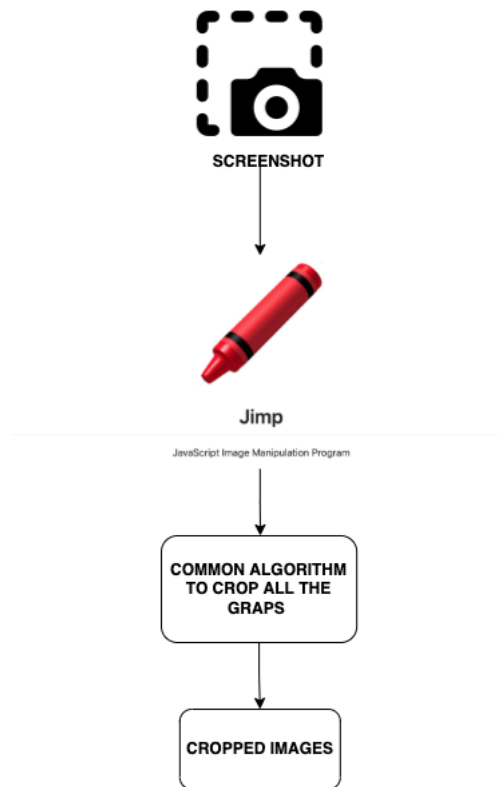 SCREENSHOT
Jimp
JavaScript Image Manipulation Program
COMMON ALGORITHM
TO CROP ALL THE
GRAPS
CROPPED IMAGES